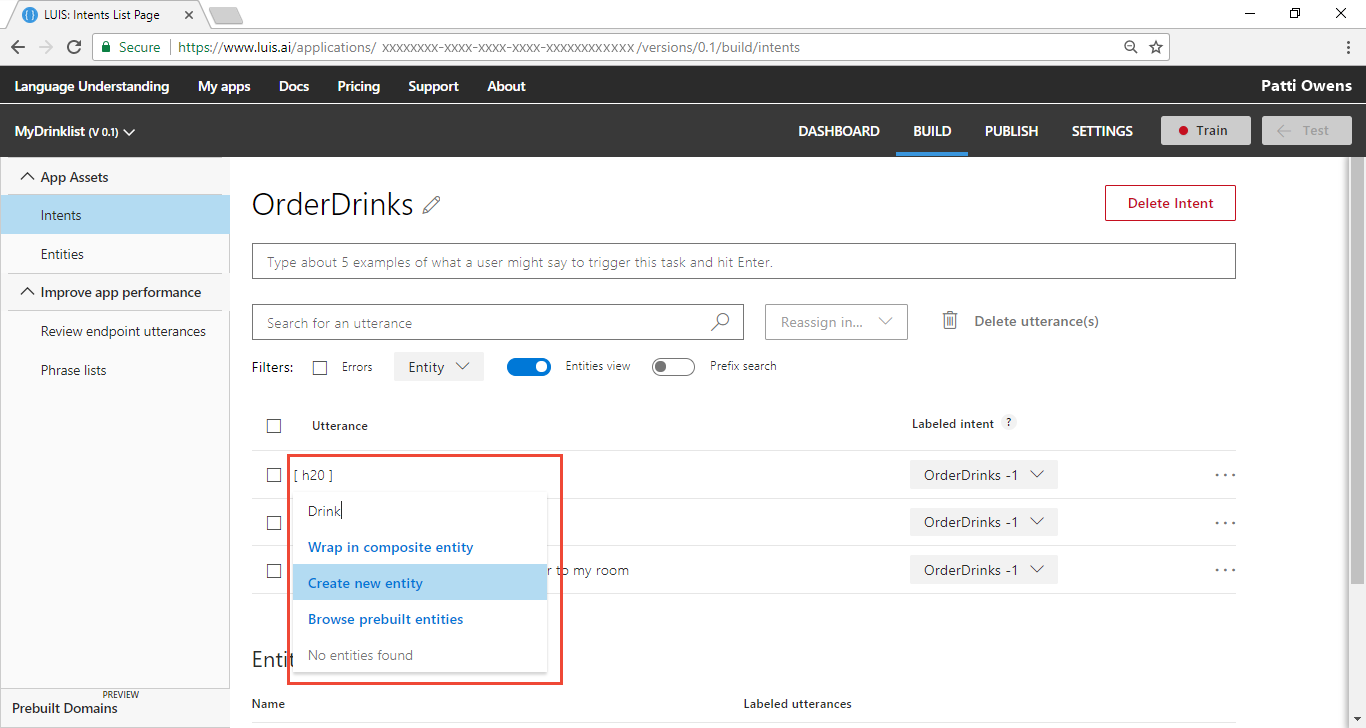 LUIS: Intents List Page
Secure https://www.luis.ai/applications/ xxxxxxxx-xxxx-xxxx-xxxx-xxxxxxxxxxxx /versions/0.1/build/intents
Language Understanding My apps Docs Pricing Support About Patti Owens
MyDrinklist (V 0.1) DASHBOARD BUILD PUBLISH SETTINGS Train Test
App Assets
Intents
Entities
Improve app performance
Review endpoint utterances
Phrase lists
PREVIEW
Prebuilt Domains
OrderDrinks Delete Intent
Type about 5 examples of what a user might say to trigger this task and hit Enter.
Search for an utterance Reassign in... Delete utterance(s)
Filters: Errors Entity Entities view Prefix search
Utterance Labeled intent ?
[ h20 ] OrderDrinks -1 ...
Drink
OrderDrinks -1 ...
Wrap in composite entity
r to my room OrderDrinks -1 ...
Create new entity
Browse prebuilt entities
No entities found
Enti
Name Labeled utterances